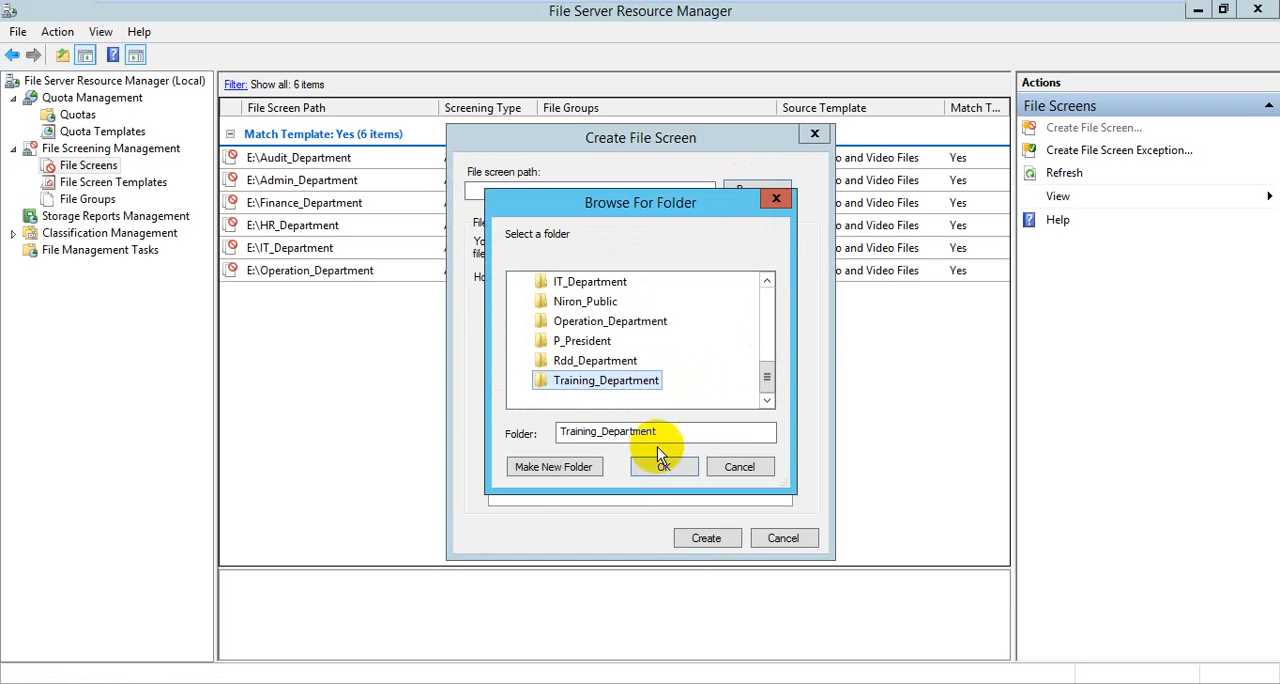 File Server Resource Manager
File Action View Help
File Server Resource Manager (Local)
Quota Management
Quotas
Quota Templates
File Screening Management
File Screens
File Screen Templates
File Groups
Storage Reports Management
Classification Management
File Management Tasks
Filter: Show all: 6 items
File Screen Path Screening Type File Groups Source Template Match T...
Match Template: Yes (6 items)
E:\Audit_Department o and Video Files Yes
E:\Admin_Department o and Video Files Yes
E:\Finance_Department o and Video Files Yes
E:\HR_Department o and Video Files Yes
E:\IT_Department o and Video Files Yes
E:\Operation_Department o and Video Files Yes
Create File Screen
File screen path:
Browse For Folder
Select a folder
IT_Department
Niron_Public
Operation_Department
P_President
Rdd_Department
Training_Department
Folder: Training_Department
Make New Folder OK Cancel
Create Cancel
Actions
File Screens
Create File Screen...
Create File Screen Exception...
Refresh
View
Help